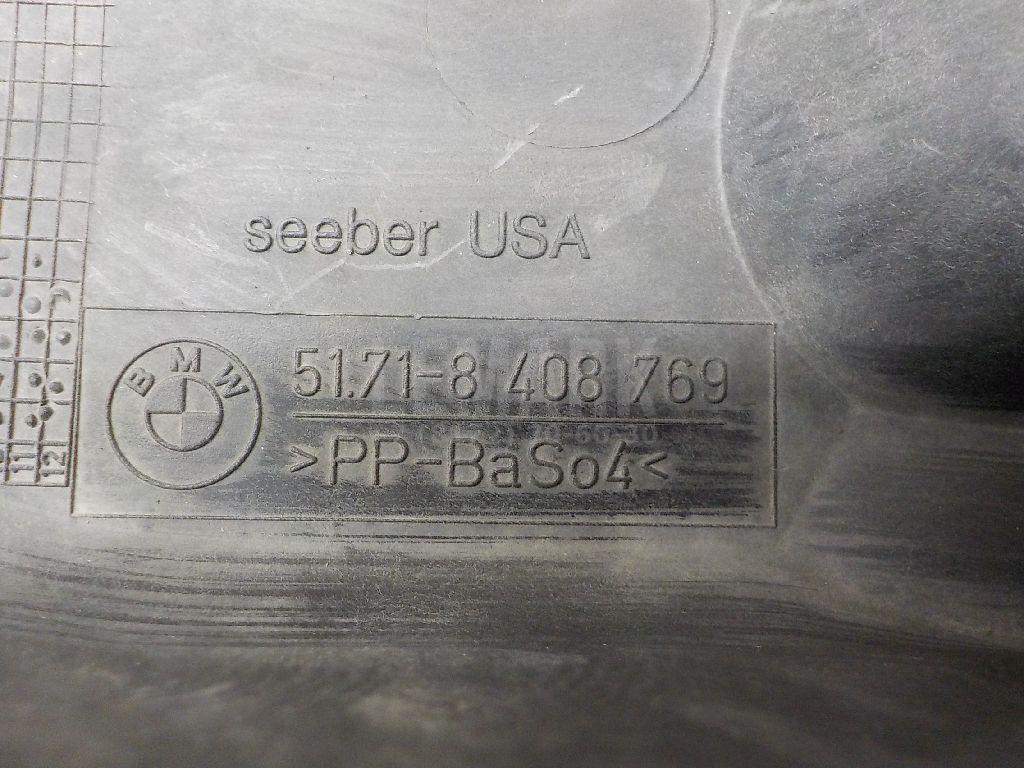 seeber USA
BMW
51.71-8 408 769
>PP-BaSo4<
11
12